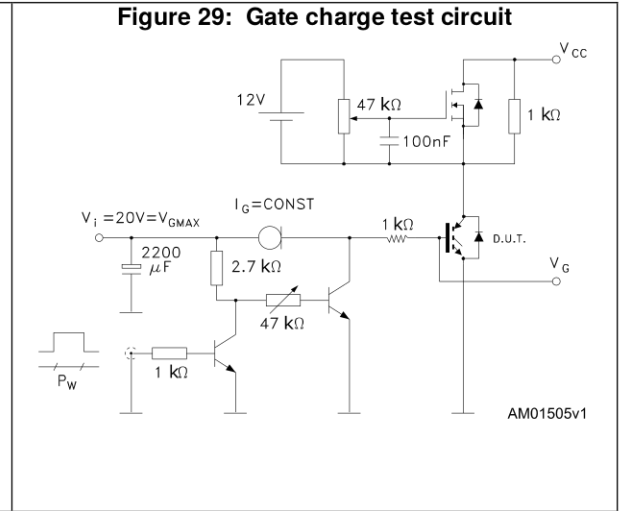 Figure 29: Gate charge test circuit
V CC
12V
47 kΩ
1 kΩ
100nF
I G=CONST
V i =20V=V GMAX
1 kΩ
D.U.T.
2200
μF
2.7 kΩ
V G
47 kΩ
1 kΩ
P W
AM01505v1